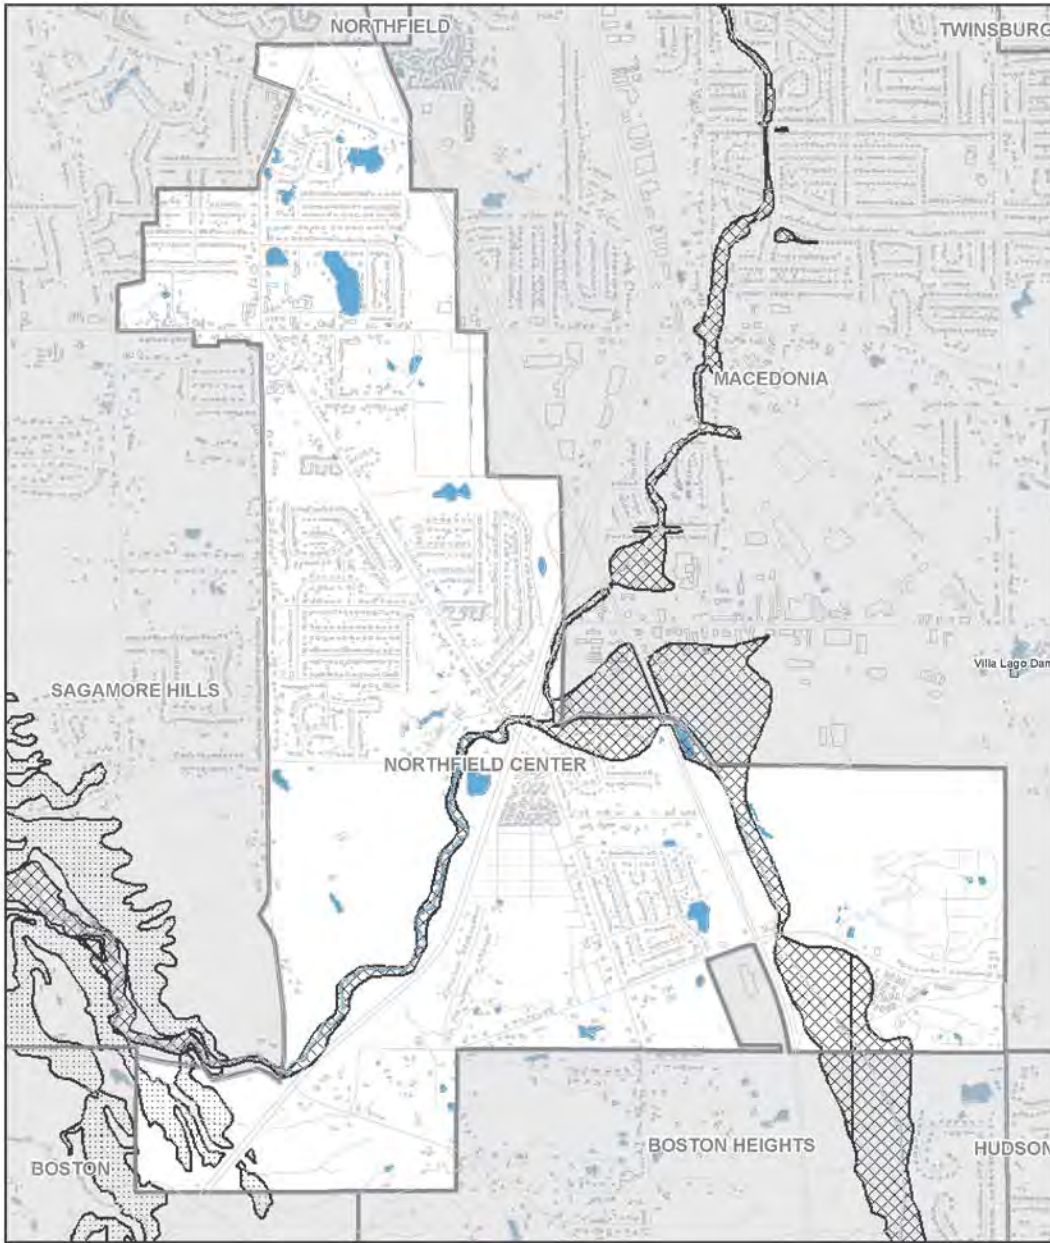 NORTHFIELD
TWINSBURG
MACEDONIA
Villa Lago Dam
SAGAMORE HILLS
NORTHFIELD CENTER
BOSTON HEIGHTS
HUDSON
BOSTON